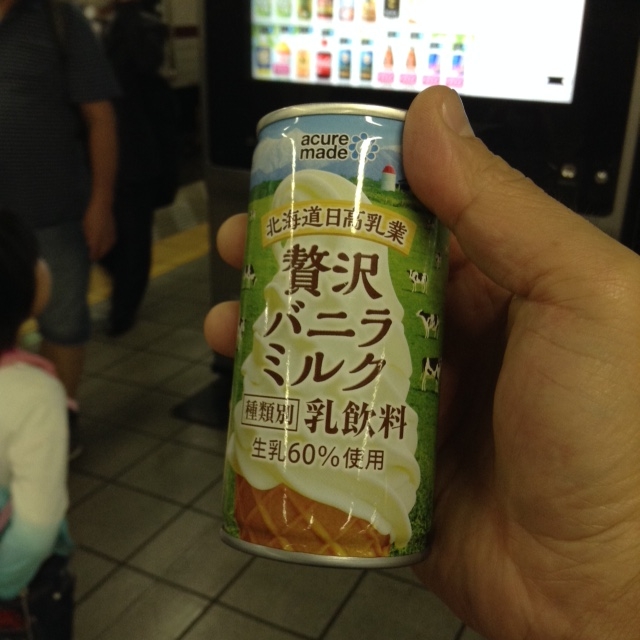 acure
made
北海道日高乳業
贅沢
バニラ
ミルク
種類別 乳飲料
生乳60%使用